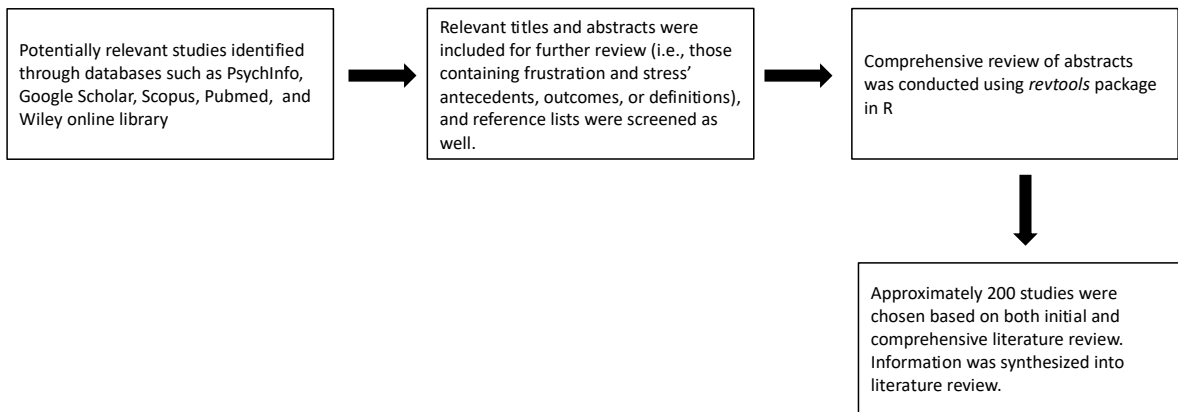 Potentially relevant studies identified
through databases such as PsychInfo,
Google Scholar, Scopus, Pubmed, and
Wiley online library
Relevant titles and abstracts were
included for further review (i.e., those
containing frustration and stress’
antecedents, outcomes, or definitions),
and reference lists were screened as
well.
Comprehensive review of abstracts
was conducted using revtools package
in R
Approximately 200 studies were
chosen based on both initial and
comprehensive literature review.
Information was synthesized into
literature review.